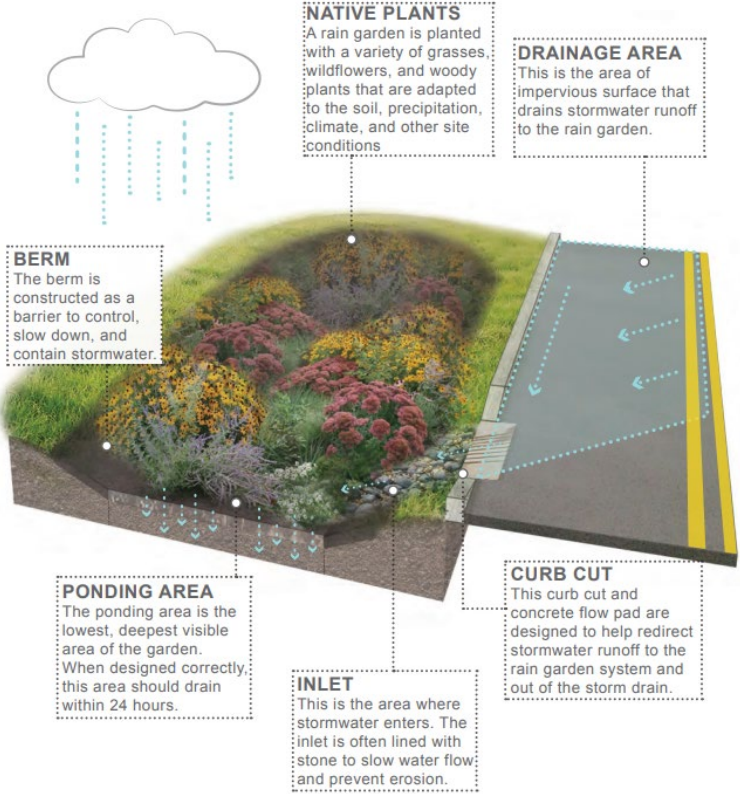 NATIVE PLANTS
A rain garden is planted
with a variety of grasses,
wildflowers, and woody
plants that are adapted
to the soil, precipitation,
climate, and other site
conditions
DRAINAGE AREA
This is the area of
impervious surface that
drains stormwater runoff
to the rain garden.
BERM
The berm is
constructed as a
barrier to control,
slow down, and
contain stormwater.
PONDING AREA
The ponding area is the
lowest, deepest visible
area of the garden.
When designed correctly,
this area should drain
within 24 hours.
INLET
This is the area where
stormwater enters. The
inlet is often lined with
stone to slow water flow
and prevent erosion.
CURB CUT
This curb cut and
concrete flow pad are
designed to help redirect
stormwater runoff to the
rain garden system and
out of the storm drain.